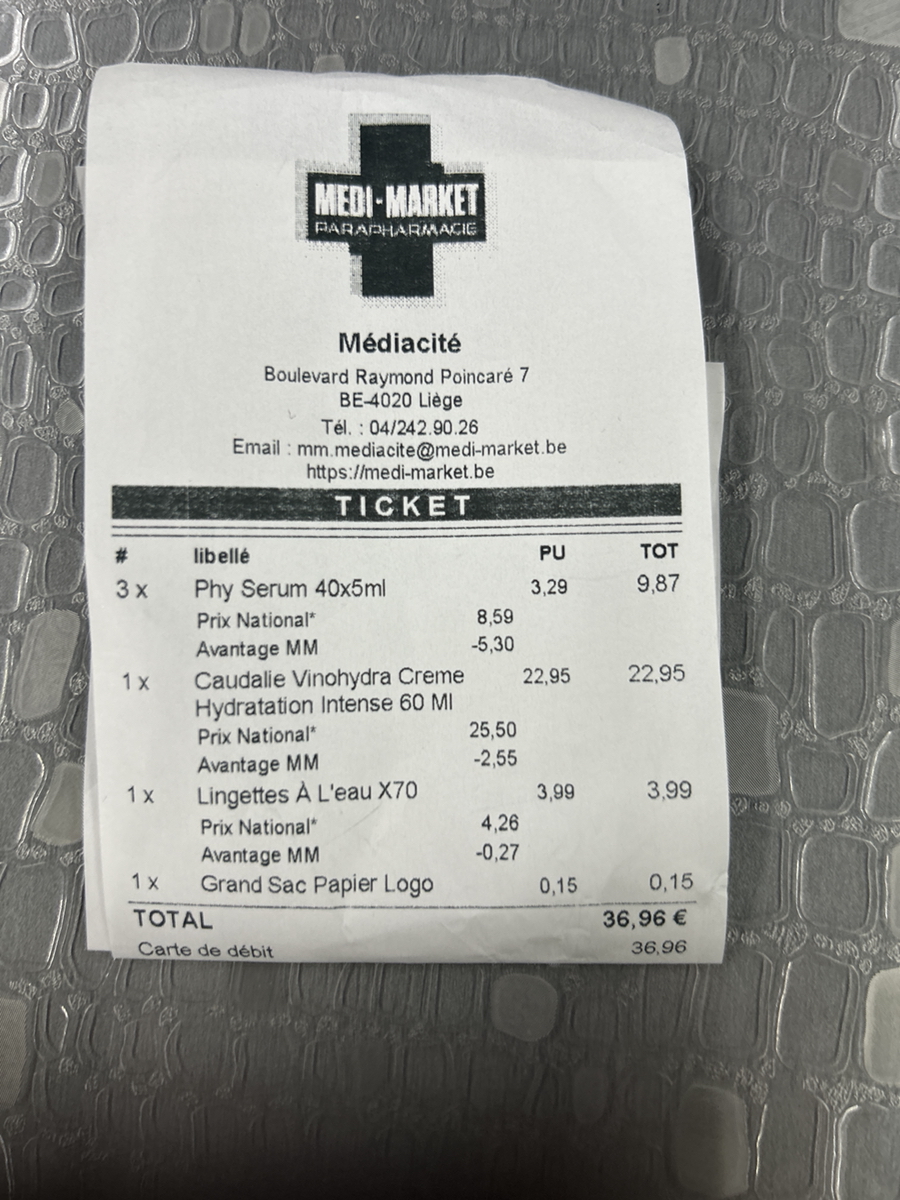 MEDI-MARKET
PARAPHARMACIE
Médiacité
Boulevard Raymond Poincaré 7
BE-4020 Liège
Tél. : 04/242.90.26
Email : mm.mediacite@medi-market.be
https://medi-market.be
TICKET
# libellé PU TOT
3 x Phy Serum 40x5ml 3,29 9,87
Prix National* 8,59
Avantage MM -5,30
1 x Caudalie Vinohydra Creme 22,95 22,95
Hydratation Intense 60 Ml
Prix National* 25,50
Avantage MM -2,55
1 x Lingettes À L'eau X70 3,99 3,99
Prix National* 4,26
Avantage MM -0,27
1 x Grand Sac Papier Logo 0,15 0,15
TOTAL 36,96 €
Carte de débit 36,96